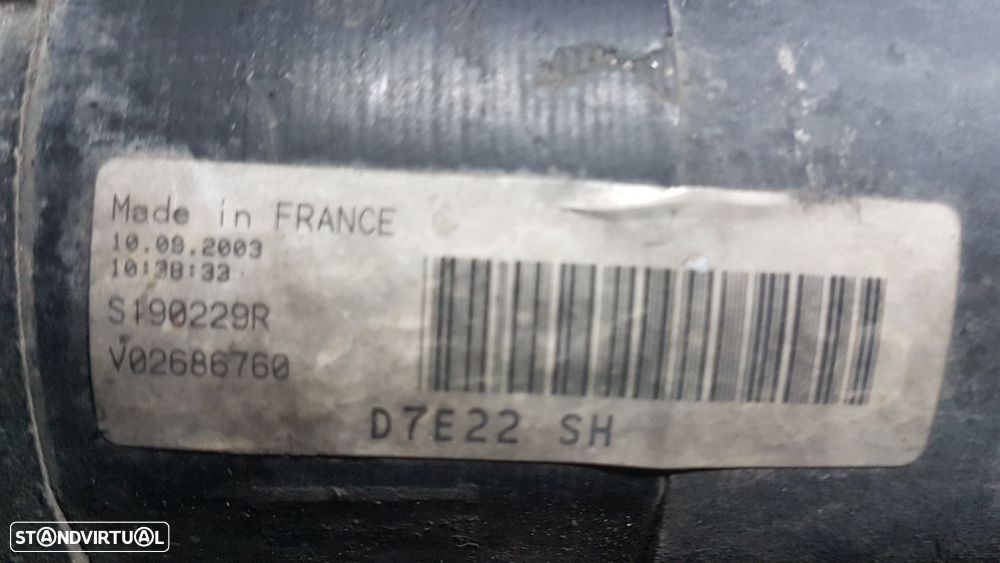 Made in FRANCE
10.09.2003
10:38:33
S190229R
V02686760
D7E22 SH
STANDVIRTUAL